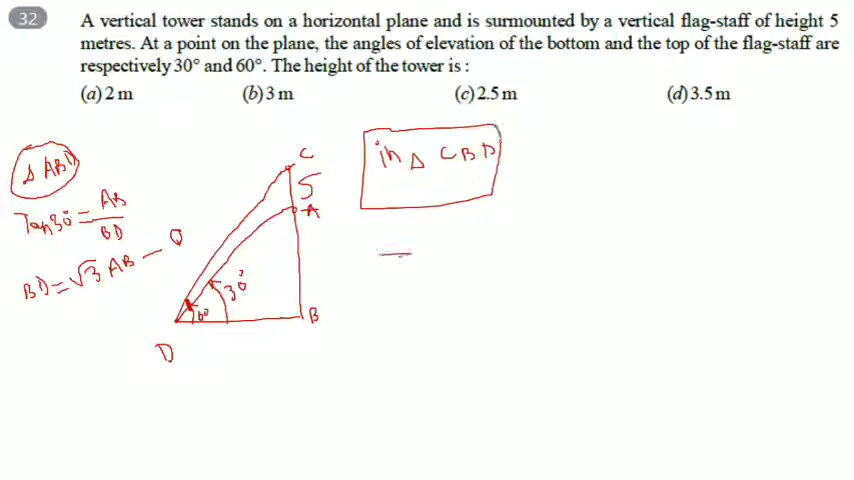 32
A vertical tower stands on a horizontal plane and is surmounted by a vertical flag-staff of height 5
metres. At a point on the plane, the angles of elevation of the bottom and the top of the flag-staff are
respectively 30° and 60°. The height of the tower is :
(a) 2 m (b) 3 m (c) 2.5 m (d) 3.5 m
Δ ABD
Tan30° = AB/BD
BD = √3 AB — ①
C
5
A
30°
60°
B
D
in Δ CBD